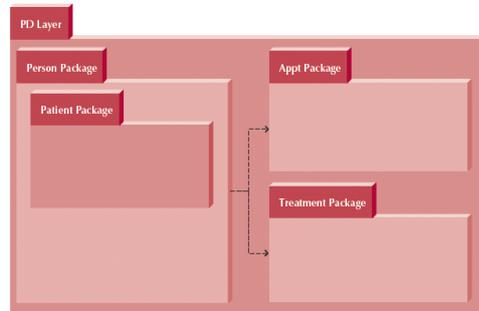 PD Layer
Person Package
Patient Package
Appt Package
Treatment Package